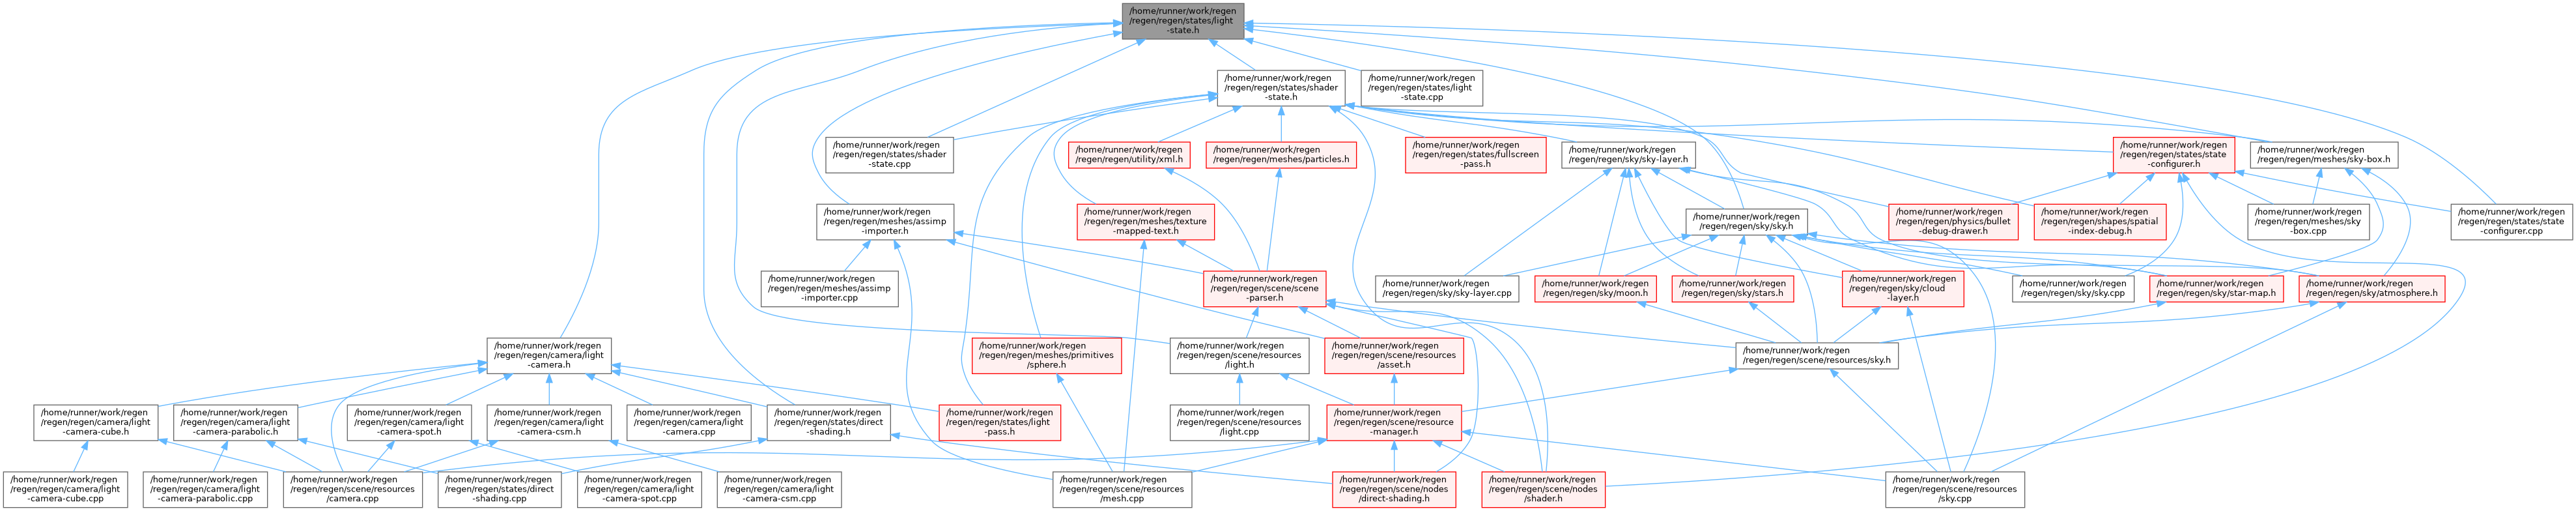 /home/runner/work/regen
/regen/regen/states/light
-state.h
/home/runner/work/regen
/regen/regen/states/shader
-state.h
/home/runner/work/regen
/regen/regen/states/light
-state.cpp
/home/runner/work/regen
/regen/regen/states/shader
-state.cpp
/home/runner/work/regen
/regen/regen/utility/xml.h
/home/runner/work/regen
/regen/regen/meshes/particles.h
/home/runner/work/regen
/regen/regen/states/fullscreen
-pass.h
/home/runner/work/regen
/regen/regen/sky/sky-layer.h
/home/runner/work/regen
/regen/regen/states/state
-configurer.h
/home/runner/work/regen
/regen/regen/meshes/sky-box.h
/home/runner/work/regen
/regen/regen/meshes/assimp
-importer.h
/home/runner/work/regen
/regen/regen/meshes/texture
-mapped-text.h
/home/runner/work/regen
/regen/regen/sky/sky.h
/home/runner/work/regen
/regen/regen/physics/bullet
-debug-drawer.h
/home/runner/work/regen
/regen/regen/shapes/spatial
-index-debug.h
/home/runner/work/regen
/regen/regen/meshes/sky
-box.cpp
/home/runner/work/regen
/regen/regen/states/state
-configurer.cpp
/home/runner/work/regen
/regen/regen/meshes/assimp
-importer.cpp
/home/runner/work/regen
/regen/regen/scene/scene
-parser.h
/home/runner/work/regen
/regen/regen/sky/sky-layer.cpp
/home/runner/work/regen
/regen/regen/sky/moon.h
/home/runner/work/regen
/regen/regen/sky/stars.h
/home/runner/work/regen
/regen/regen/sky/cloud
-layer.h
/home/runner/work/regen
/regen/regen/sky/sky.cpp
/home/runner/work/regen
/regen/regen/sky/star-map.h
/home/runner/work/regen
/regen/regen/sky/atmosphere.h
/home/runner/work/regen
/regen/regen/camera/light
-camera.h
/home/runner/work/regen
/regen/regen/meshes/primitives
/sphere.h
/home/runner/work/regen
/regen/regen/scene/resources
/light.h
/home/runner/work/regen
/regen/regen/scene/resources
/asset.h
/home/runner/work/regen
/regen/regen/scene/resources/sky.h
/home/runner/work/regen
/regen/regen/camera/light
-camera-cube.h
/home/runner/work/regen
/regen/regen/camera/light
-camera-parabolic.h
/home/runner/work/regen
/regen/regen/camera/light
-camera-spot.h
/home/runner/work/regen
/regen/regen/camera/light
-camera-csm.h
/home/runner/work/regen
/regen/regen/camera/light
-camera.cpp
/home/runner/work/regen
/regen/regen/states/direct
-shading.h
/home/runner/work/regen
/regen/regen/states/light
-pass.h
/home/runner/work/regen
/regen/regen/scene/resources
/light.cpp
/home/runner/work/regen
/regen/regen/scene/resource
-manager.h
/home/runner/work/regen
/regen/regen/camera/light
-camera-cube.cpp
/home/runner/work/regen
/regen/regen/camera/light
-camera-parabolic.cpp
/home/runner/work/regen
/regen/regen/scene/resources
/camera.cpp
/home/runner/work/regen
/regen/regen/states/direct
-shading.cpp
/home/runner/work/regen
/regen/regen/camera/light
-camera-spot.cpp
/home/runner/work/regen
/regen/regen/camera/light
-camera-csm.cpp
/home/runner/work/regen
/regen/regen/scene/resources
/mesh.cpp
/home/runner/work/regen
/regen/regen/scene/nodes
/direct-shading.h
/home/runner/work/regen
/regen/regen/scene/nodes
/shader.h
/home/runner/work/regen
/regen/regen/scene/resources
/sky.cpp